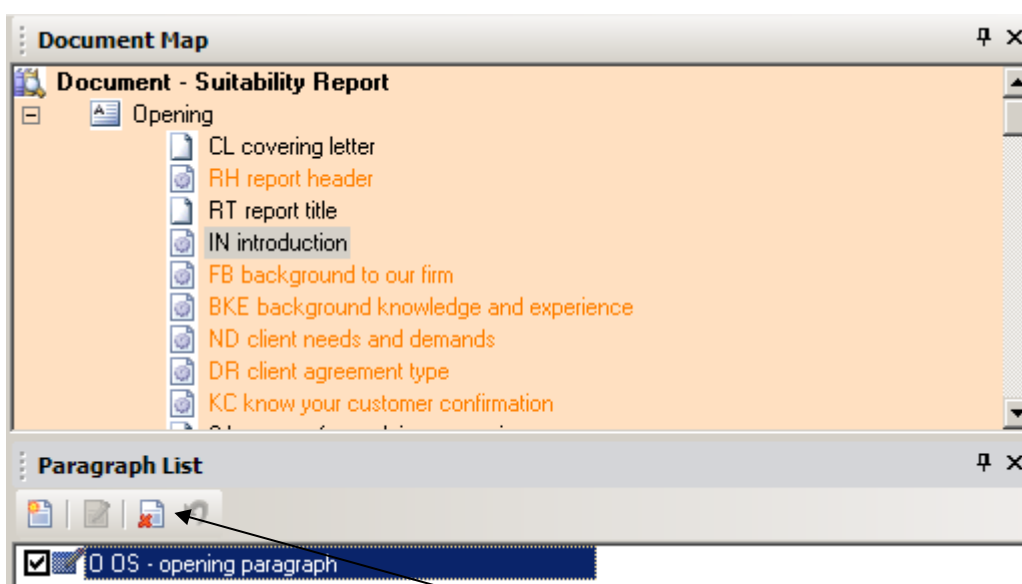 Document Map
Document - Suitability Report
Opening
CL covering letter
RH report header
RT report title
IN introduction
FB background to our firm
BKE background knowledge and experience
ND client needs and demands
DR client agreement type
KC know your customer confirmation
Paragraph List
O OS - opening paragraph